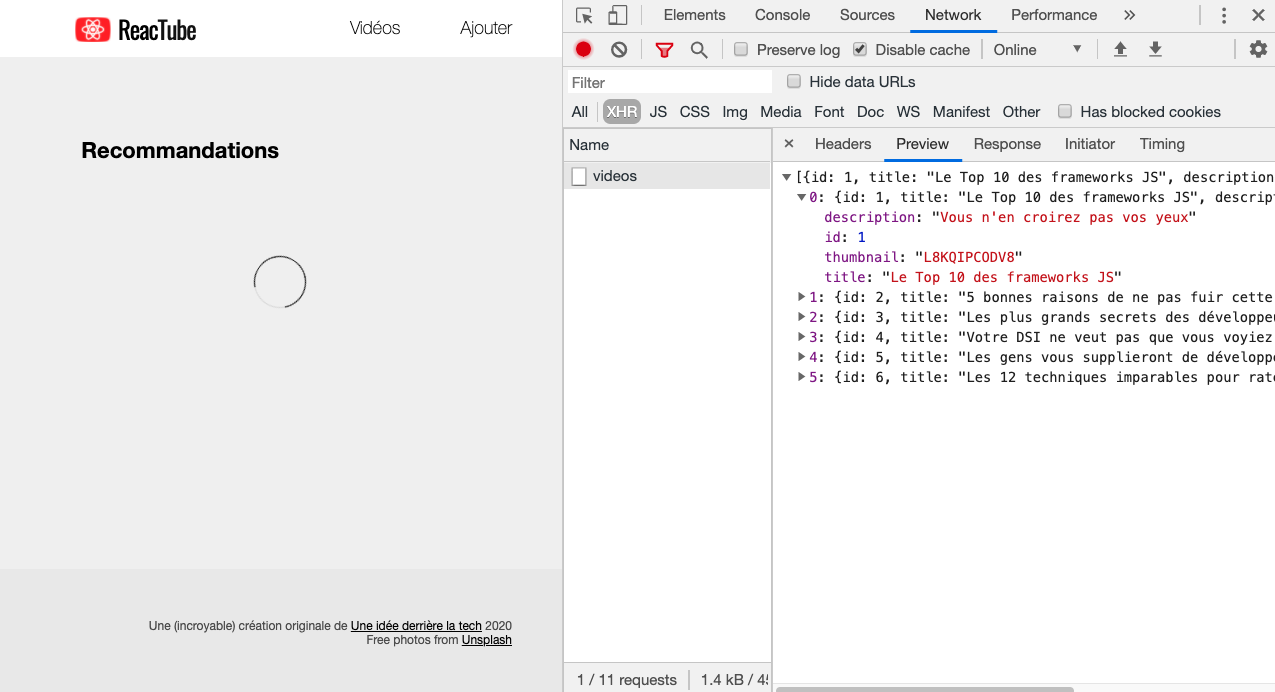 ReacTube Vidéos Ajouter
Recommandations
Une (incroyable) création originale de Une idée derrière la tech 2020
Free photos from Unsplash
Elements Console Sources Network Performance »
Preserve log Disable cache Online
Filter Hide data URLs
All XHR JS CSS Img Media Font Doc WS Manifest Other Has blocked cookies
Name
videos
1 / 11 requests 1.4 kB / 45
× Headers Preview Response Initiator Timing
[{id: 1, title: "Le Top 10 des frameworks JS", description
0: {id: 1, title: "Le Top 10 des frameworks JS", descrip
description: "Vous n'en croirez pas vos yeux"
id: 1
thumbnail: "L8KQIPCODV8"
title: "Le Top 10 des frameworks JS"
1: {id: 2, title: "5 bonnes raisons de ne pas fuir cette
2: {id: 3, title: "Les plus grands secrets des développeu
3: {id: 4, title: "Votre DSI ne veut pas que vous voyiez
4: {id: 5, title: "Les gens vous supplieront de développe
5: {id: 6, title: "Les 12 techniques imparables pour rate